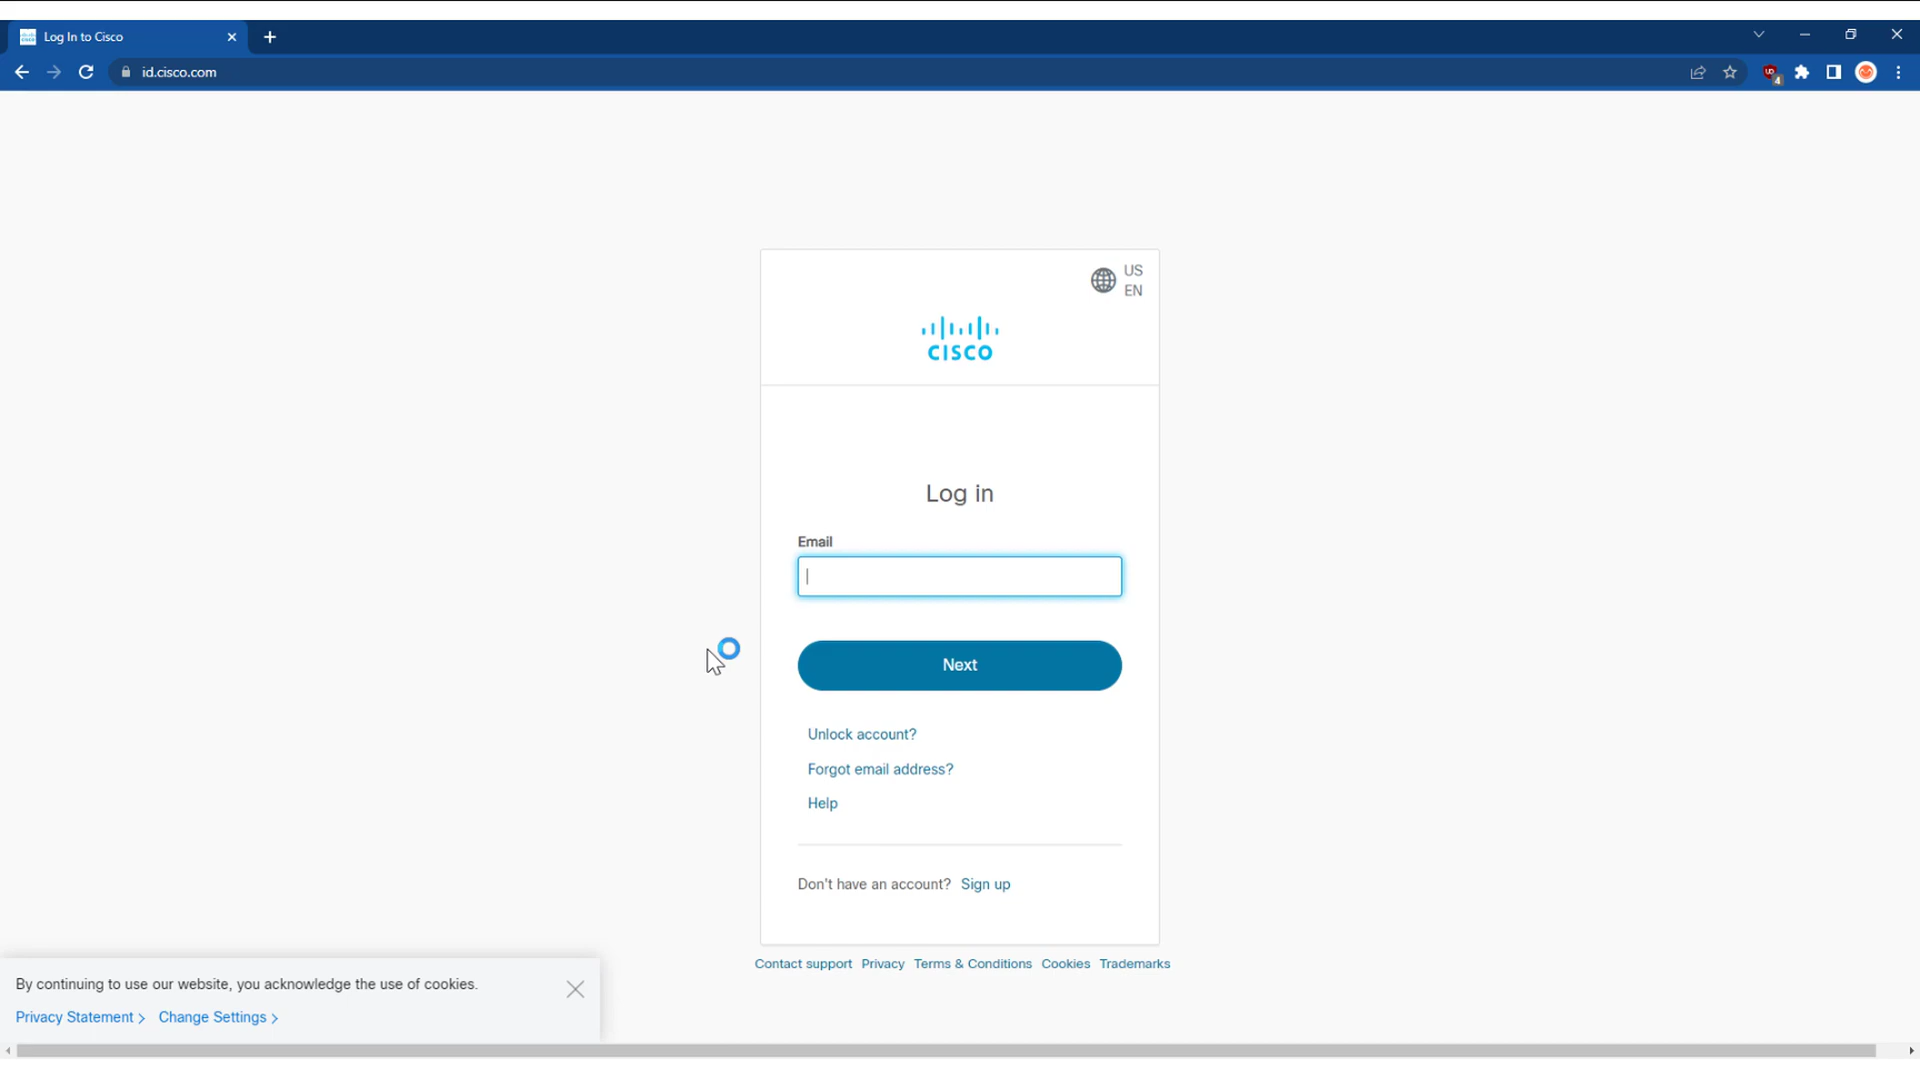 Log In to Cisco
id.cisco.com
4
US
EN
CISCO
Log in
Email
Next
Unlock account?
Forgot email address?
Help
Don't have an account? Sign up
Contact support Privacy Terms & Conditions Cookies Trademarks
By continuing to use our website, you acknowledge the use of cookies.
Privacy Statement > Change Settings >